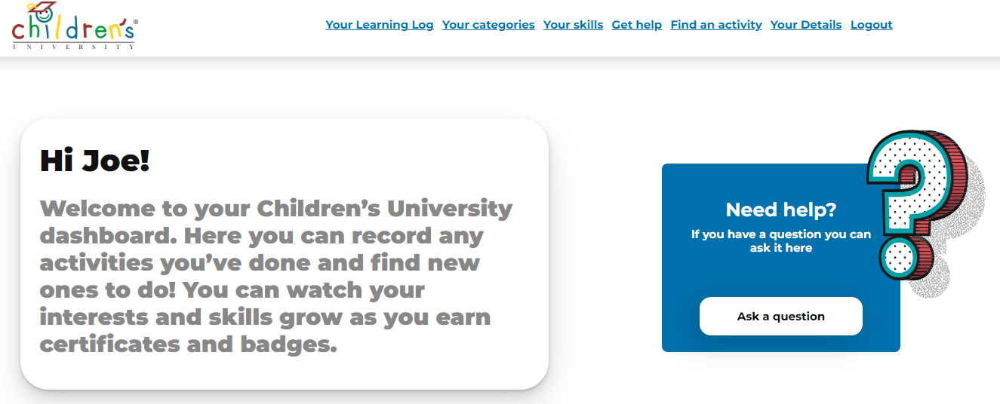 children's®
UNIVERSITY
Your Learning Log Your categories Your skills Get help Find an activity Your Details Logout
Hi Joe!
Welcome to your Children’s University
dashboard. Here you can record any
activities you’ve done and find new
ones to do! You can watch your
interests and skills grow as you earn
certificates and badges.
?
Need help?
If you have a question you can
ask it here
Ask a question